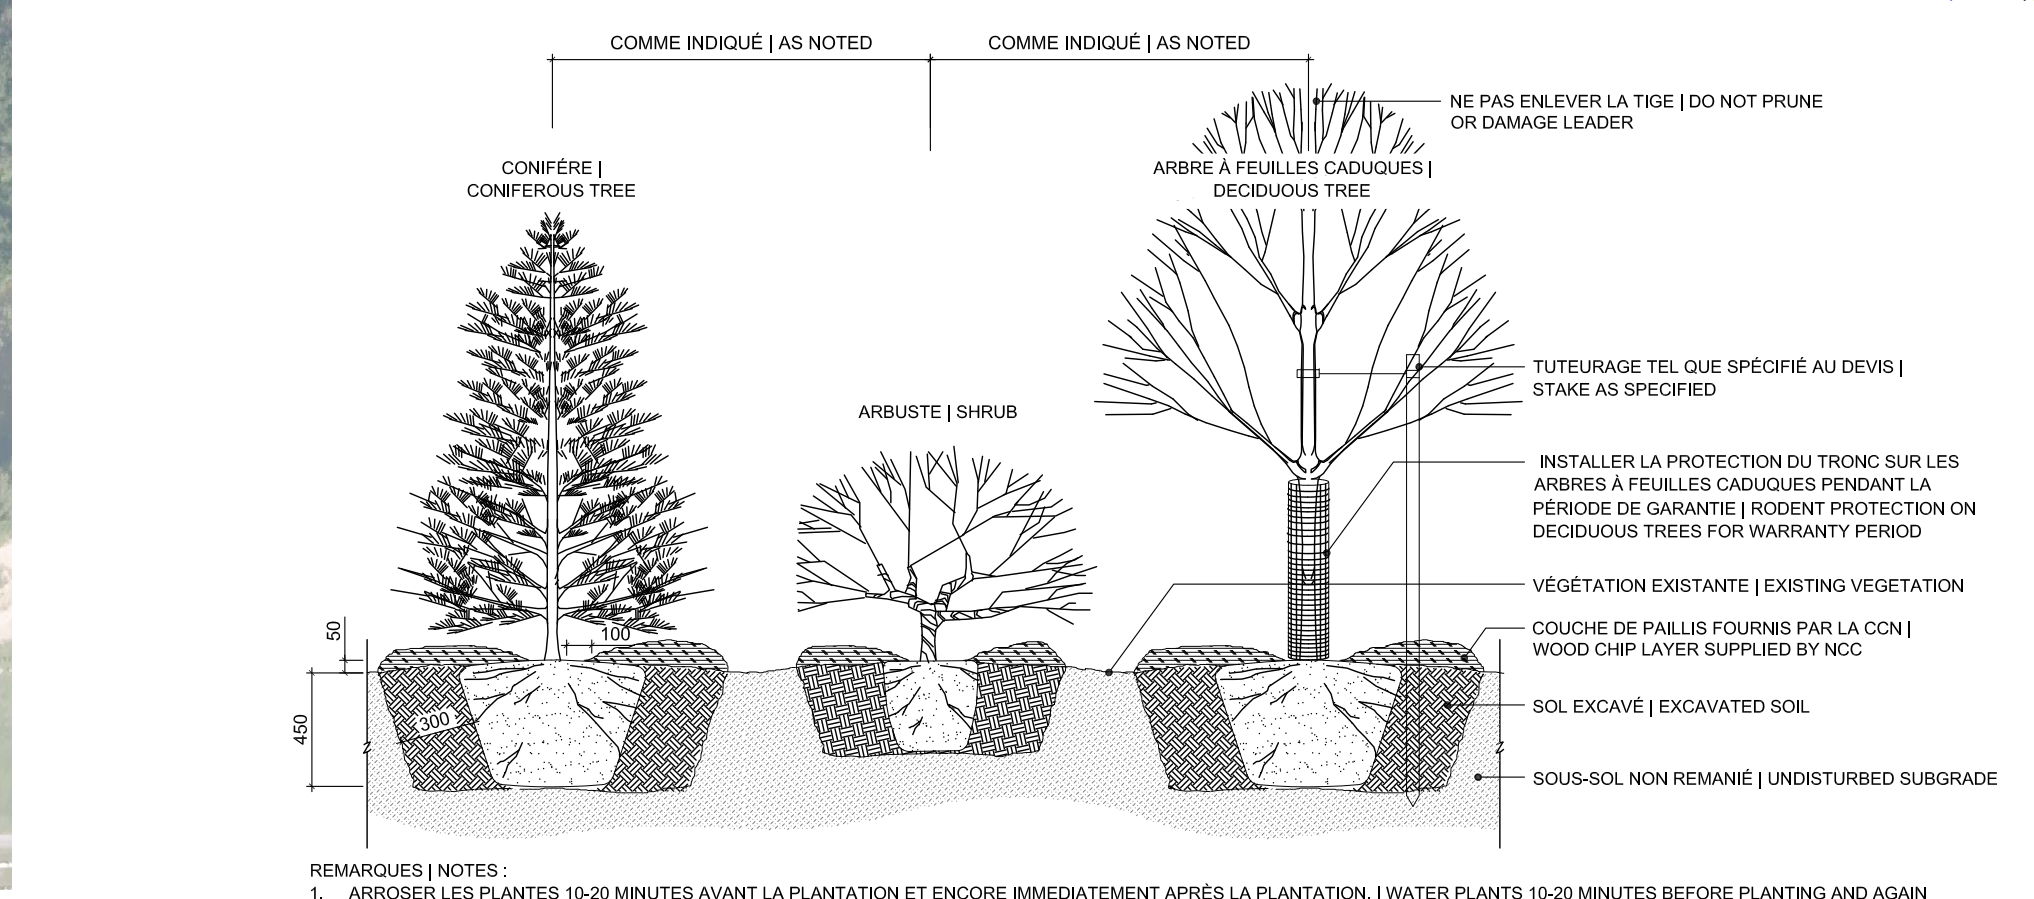 COMME INDIQUÉ | AS NOTED
COMME INDIQUÉ | AS NOTED
NE PAS ENLEVER LA TIGE | DO NOT PRUNE
OR DAMAGE LEADER
CONIFÉRE |
CONIFEROUS TREE
ARBRE À FEUILLES CADUQUES |
DECIDUOUS TREE
TUTEURAGE TEL QUE SPÉCIFIÉ AU DEVIS |
STAKE AS SPECIFIED
ARBUSTE | SHRUB
INSTALLER LA PROTECTION DU TRONC SUR LES
ARBRES À FEUILLES CADUQUES PENDANT LA
PÉRIODE DE GARANTIE | RODENT PROTECTION ON
DECIDUOUS TREES FOR WARRANTY PERIOD
VÉGÉTATION EXISTANTE | EXISTING VEGETATION
50
100
COUCHE DE PAILLIS FOURNIS PAR LA CCN |
WOOD CHIP LAYER SUPPLIED BY NCC
450
300
SOL EXCAVÉ | EXCAVATED SOIL
SOUS-SOL NON REMANIÉ | UNDISTURBED SUBGRADE
REMARQUES | NOTES :
1. ARROSER LES PLANTES 10-20 MINUTES AVANT LA PLANTATION ET ENCORE IMMEDIATEMENT APRÈS LA PLANTATION. | WATER PLANTS 10-20 MINUTES BEFORE PLANTING AND AGAIN